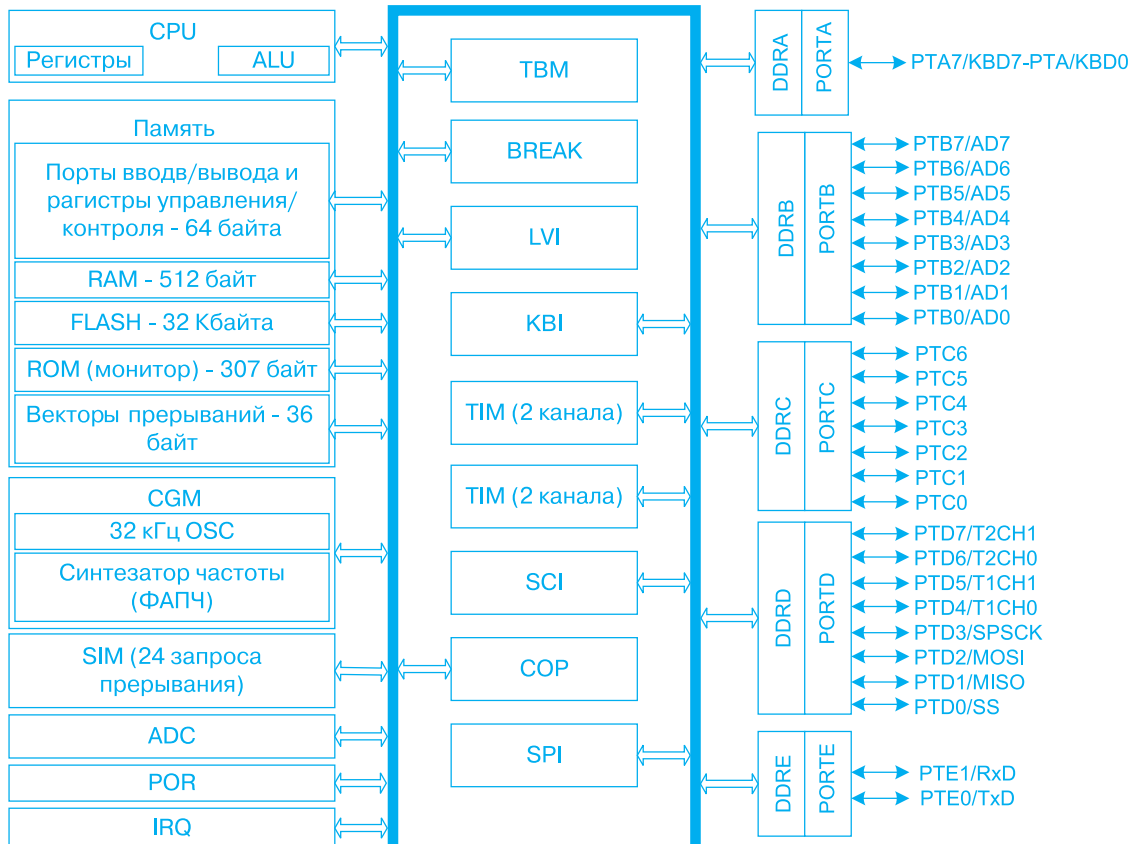 CPU
Регистры
ALU
Память
Порты вводв/вывода и
рагистры управления/
контроля - 64 байта
RAM - 512 байт
FLASH - 32 Кбайта
ROM (монитор) - 307 байт
Векторы прерываний - 36
байт
CGM
32 кГц OSC
Синтезатор частоты
(ФАПЧ)
SIM (24 запроса
прерывания)
ADC
POR
IRQ
TBM
BREAK
LVI
KBI
TIM (2 канала)
TIM (2 канала)
SCI
COP
SPI
DDRA
PORTA
PTA7/KBD7-PTA/KBD0
DDRB
PORTB
PTB7/AD7
PTB6/AD6
PTB5/AD5
PTB4/AD4
PTB3/AD3
PTB2/AD2
PTB1/AD1
PTB0/AD0
DDRC
PORTC
PTC6
PTC5
PTC4
PTC3
PTC2
PTC1
PTC0
DDRD
PORTD
PTD7/T2CH1
PTD6/T2CH0
PTD5/T1CH1
PTD4/T1CH0
PTD3/SPSCK
PTD2/MOSI
PTD1/MISO
PTD0/SS
DDRE
PORTE
PTE1/RxD
PTE0/TxD